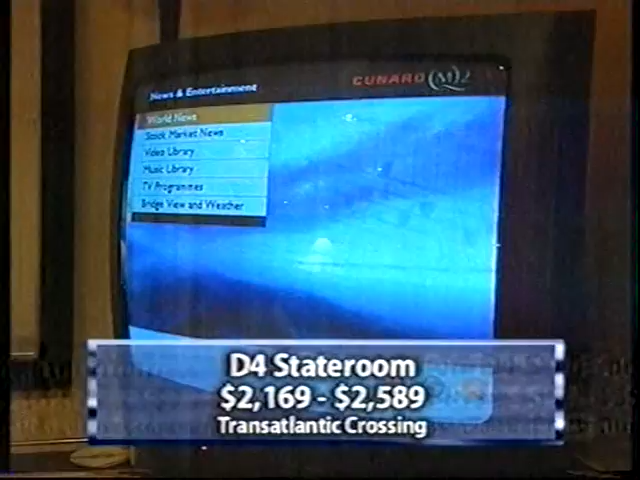 News & Entertainment
CUNARD QM2
World News
Stock Market News
Video Library
Music Library
TV Programmes
Bridge View and Weather
D4 Stateroom
$2,169 - $2,589
Transatlantic Crossing